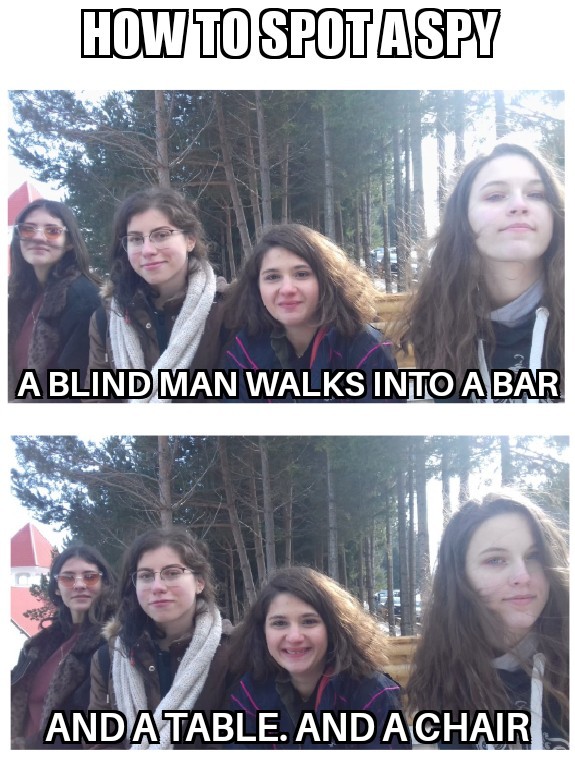 HOW TO SPOT A SPY
A BLIND MAN WALKS INTO A BAR
AND A TABLE. AND A CHAIR